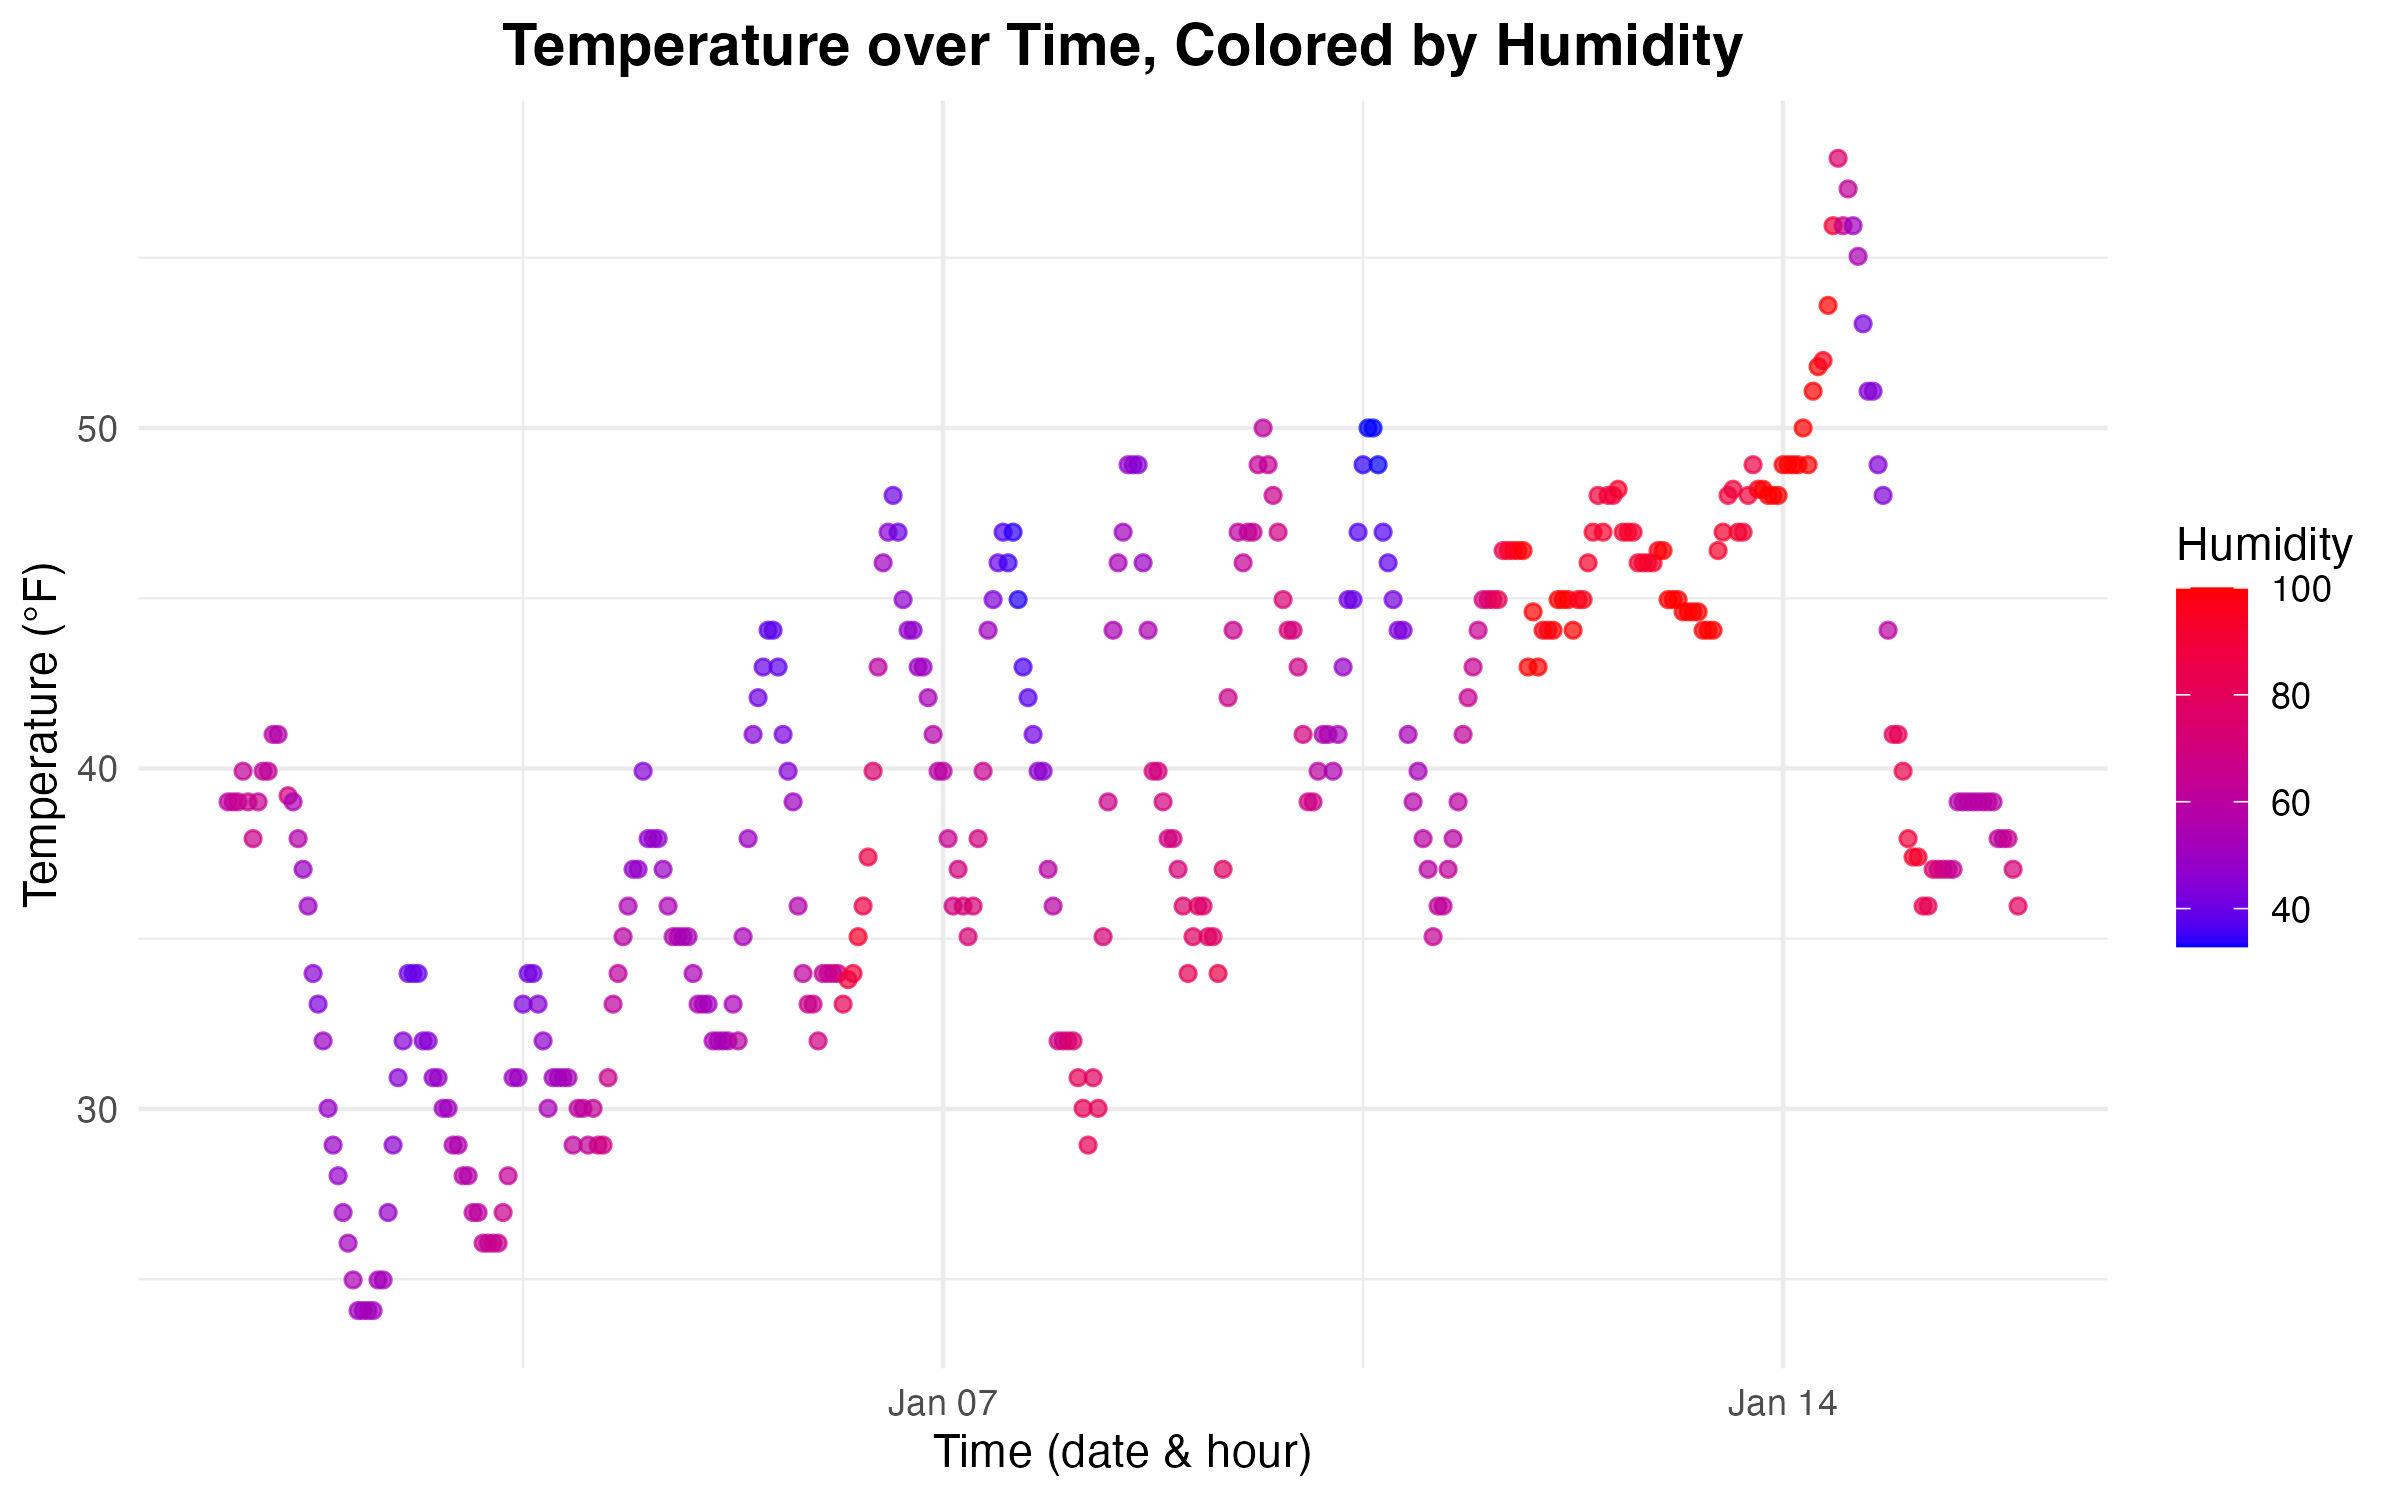 Temperature over Time, Colored by Humidity
Temperature (°F)
50
40
30
Jan 07
Jan 14
Time (date & hour)
Humidity
100
80
60
40